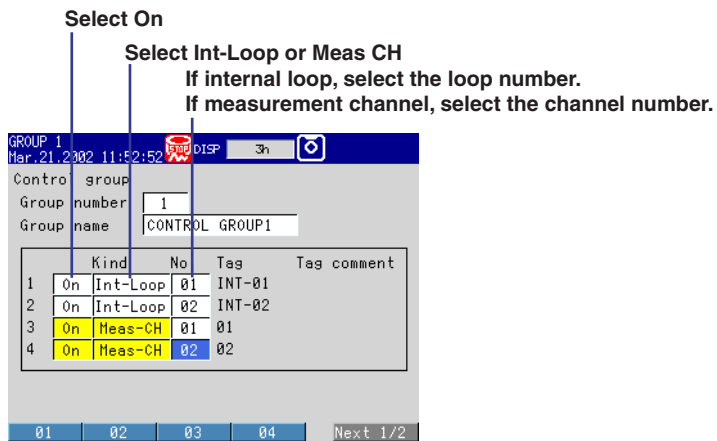 Select On
Select Int-Loop or Meas CH
If internal loop, select the loop number.
If measurement channel, select the channel number.
GROUP 1
Mar.21.2002 11:52:52 STOP DISP 3h
Control group
Group number 1
Group name CONTROL GROUP1
Kind No Tag Tag comment
1 On Int-Loop 01 INT-01
2 On Int-Loop 02 INT-02
3 On Meas-CH 01 01
4 On Meas-CH 02 02
01 02 03 04 Next 1/2